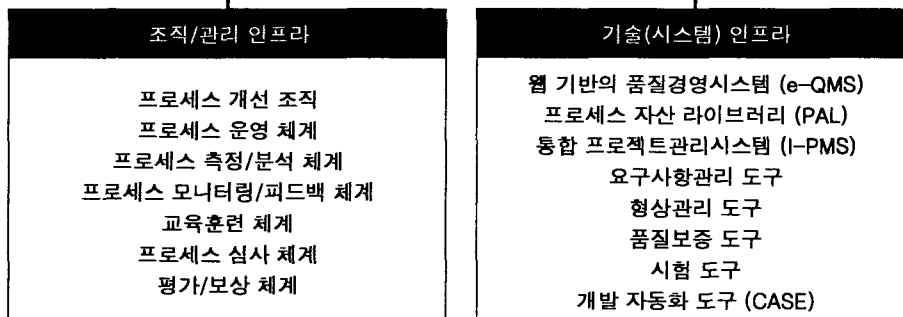 조직/관리 인프라
프로세스 개선 조직
프로세스 운영 체계
프로세스 측정/분석 체계
프로세스 모니터링/피드백 체계
교육훈련 체계
프로세스 심사 체계
평가/보상 체계
기술(시스템) 인프라
웹 기반의 품질경영시스템 (e-QMS)
프로세스 자산 라이브러리 (PAL)
통합 프로젝트관리시스템 (I-PMS)
요구사항관리 도구
형상관리 도구
품질보증 도구
시험 도구
개발 자동화 도구 (CASE)